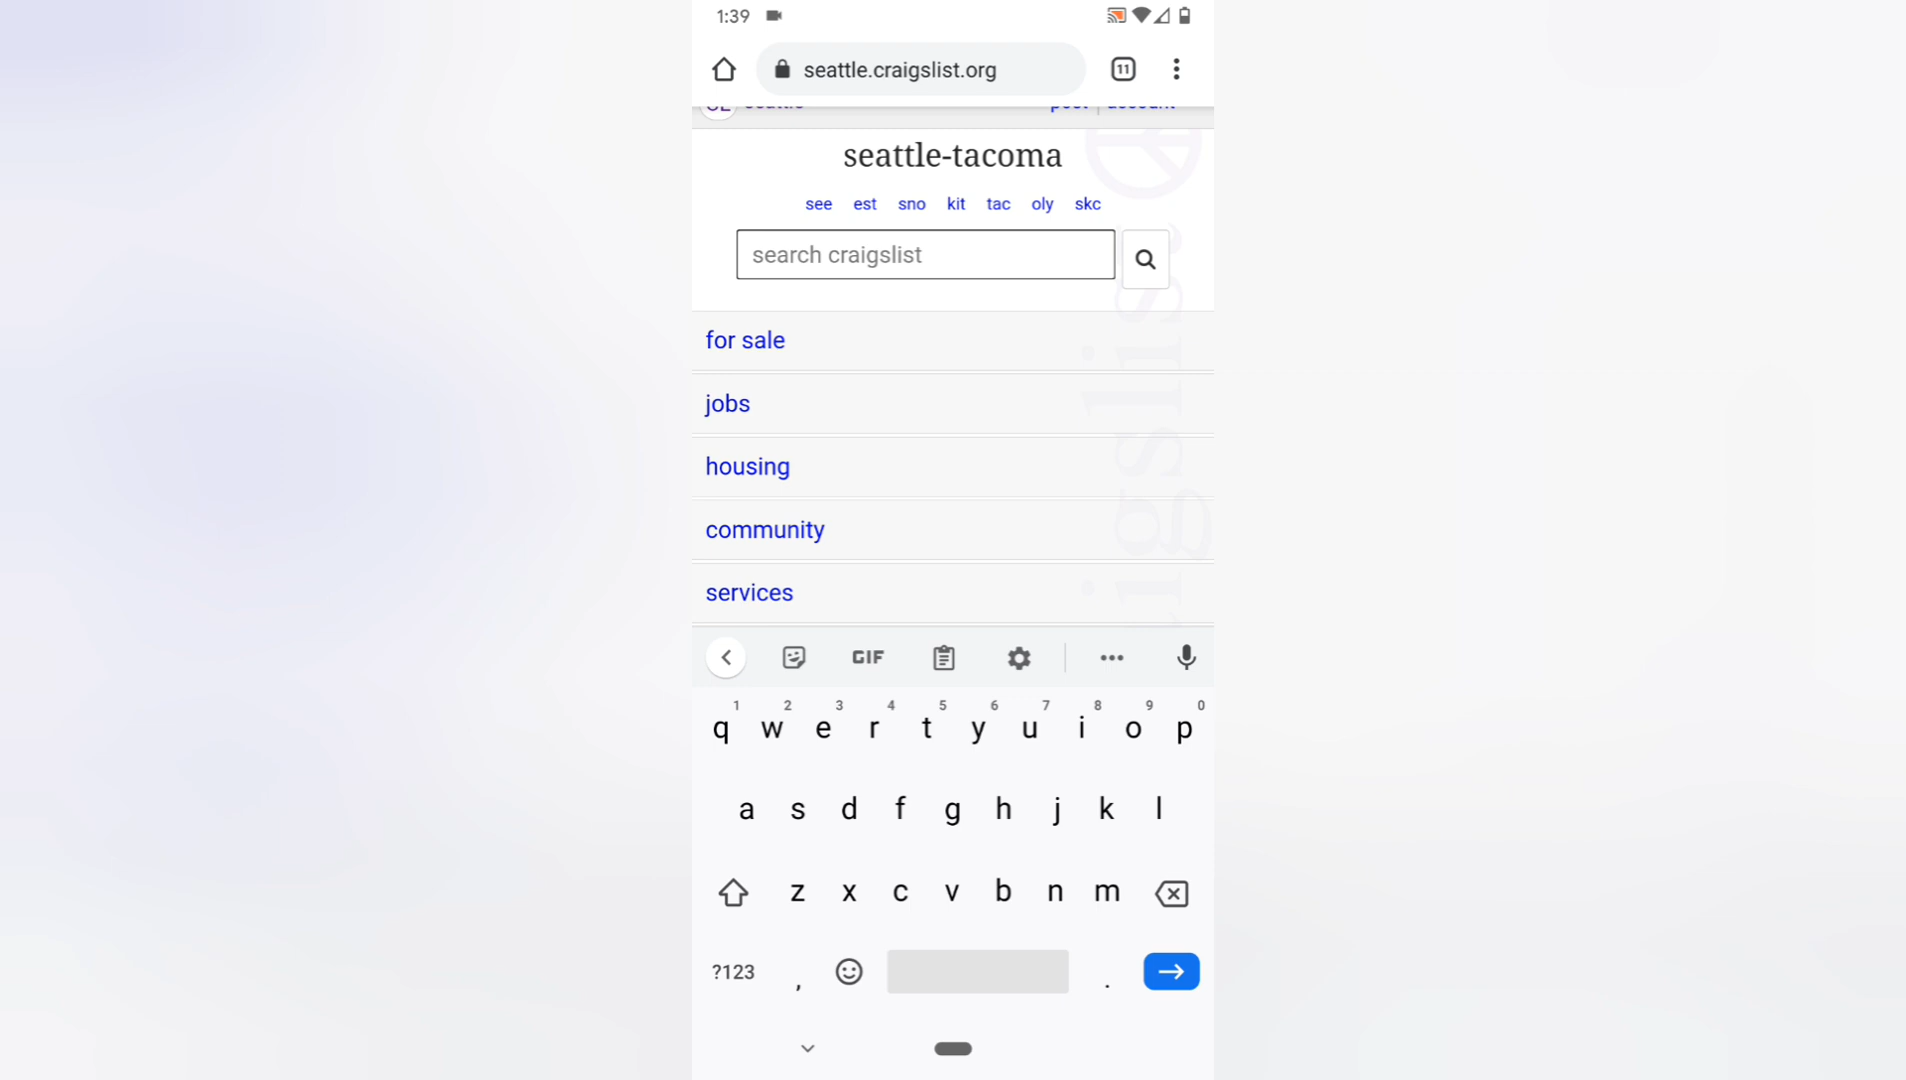 1:39
seattle.craigslist.org 11
seattle-tacoma
see est sno kit tac oly skc
search craigslist
for sale
jobs
housing
community
services
GIF
1 2 3 4 5 6 7 8 9 0
q w e r t y u i o p
a s d f g h j k l
z x c v b n m
?123 , .